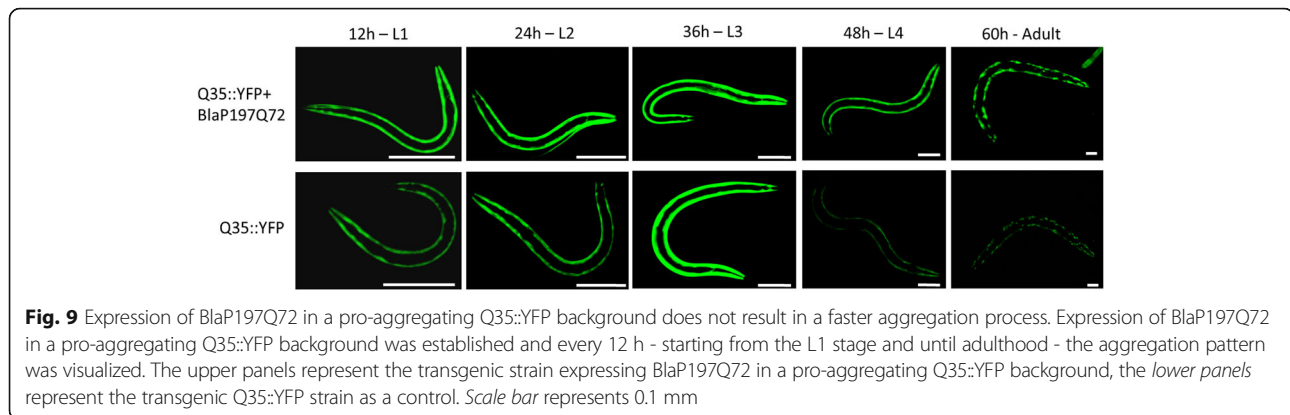 12h – L1 24h – L2 36h – L3 48h – L4 60h - Adult
Q35::YFP+
BlaP197Q72
Q35::YFP
Fig. 9 Expression of BlaP197Q72 in a pro-aggregating Q35::YFP background does not result in a faster aggregation process. Expression of BlaP197Q72
in a pro-aggregating Q35::YFP background was established and every 12 h - starting from the L1 stage and until adulthood - the aggregation pattern
was visualized. The upper panels represent the transgenic strain expressing BlaP197Q72 in a pro-aggregating Q35::YFP background, the lower panels
represent the transgenic Q35::YFP strain as a control. Scale bar represents 0.1 mm